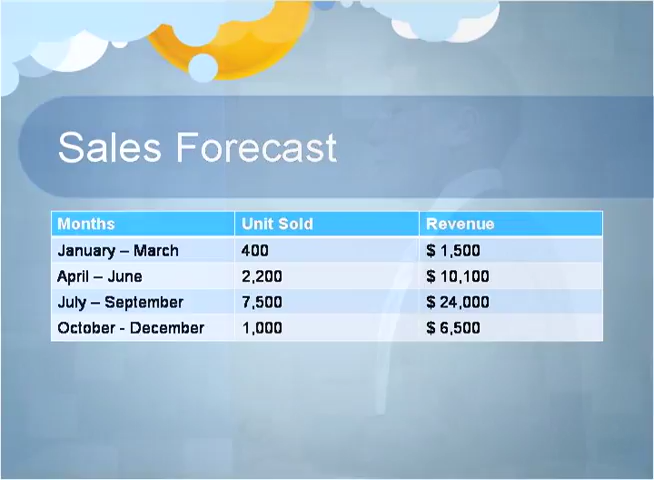 Sales Forecast
Months Unit Sold Revenue
January – March 400 $ 1,500
April – June 2,200 $ 10,100
July – September 7,500 $ 24,000
October - December 1,000 $ 6,500